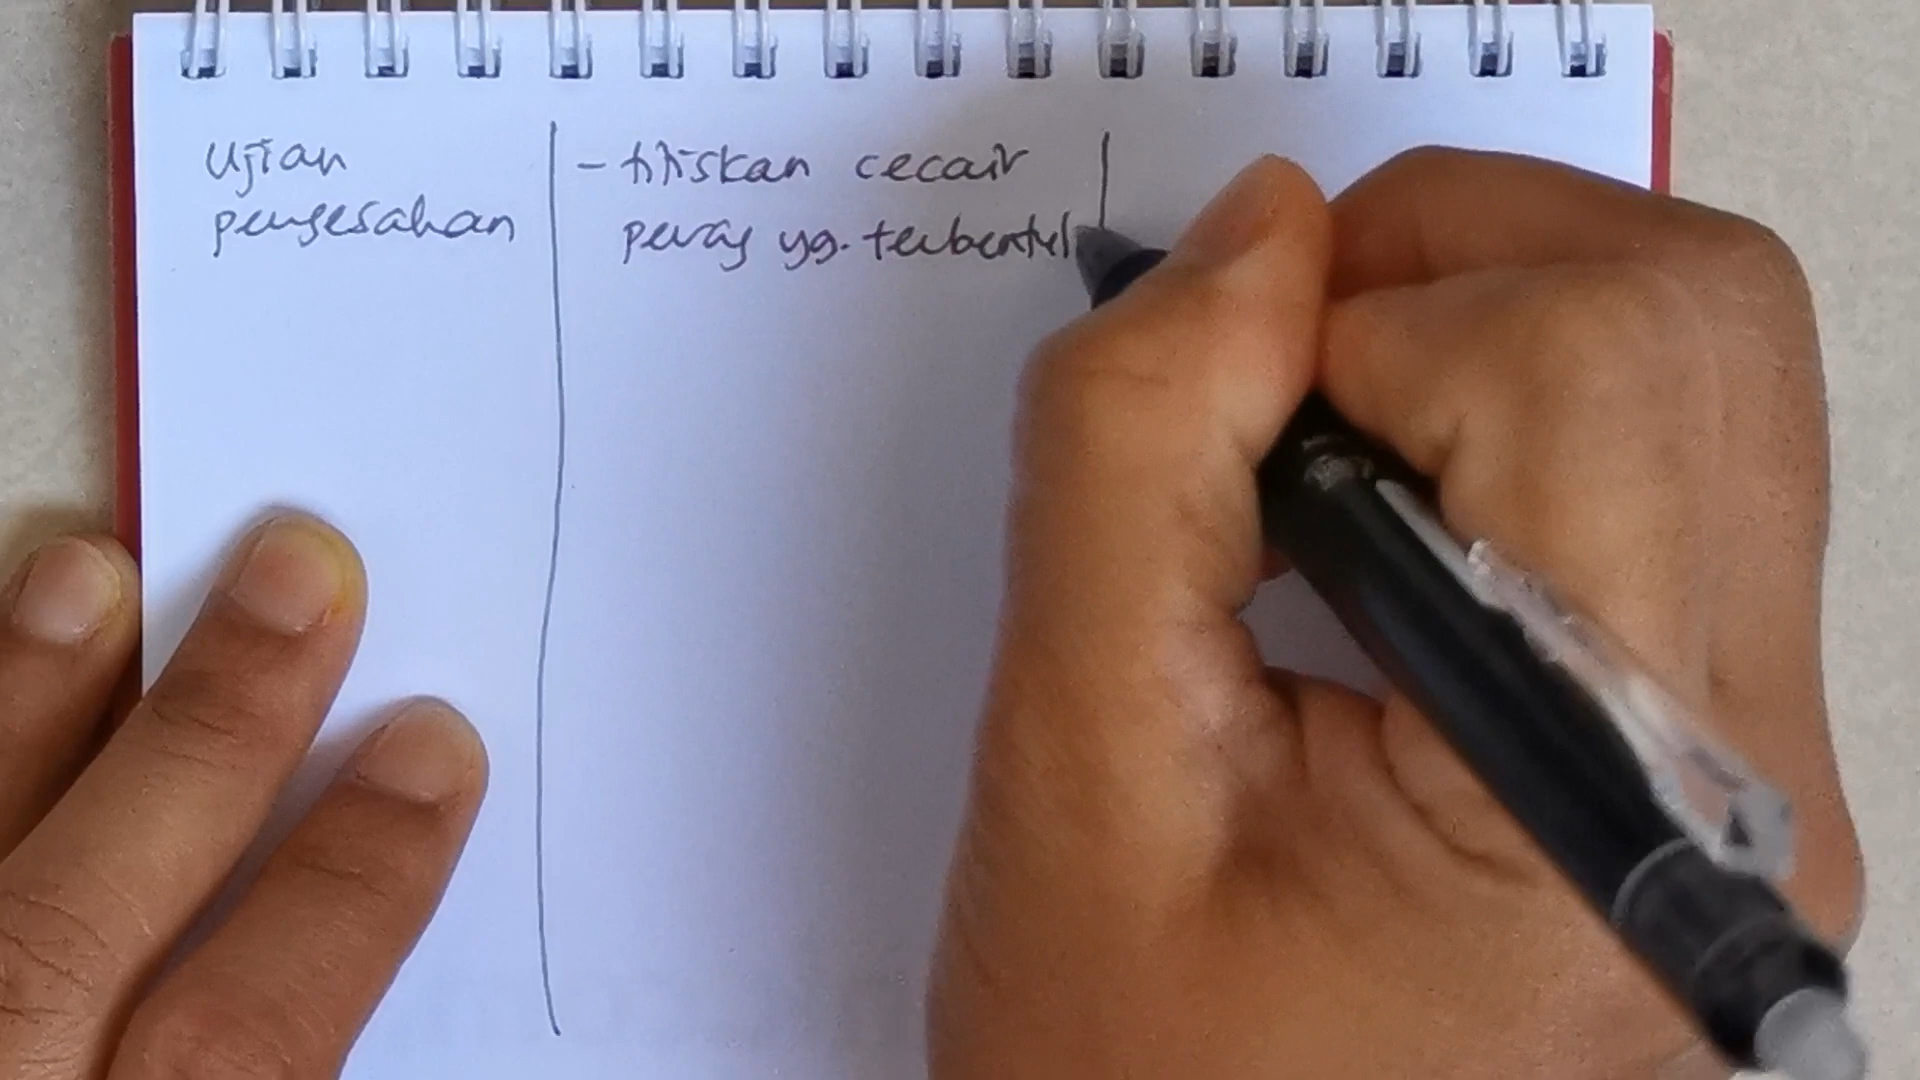 Ujian
pengesahan
- titiskan cecair
perang yg. terbentuk